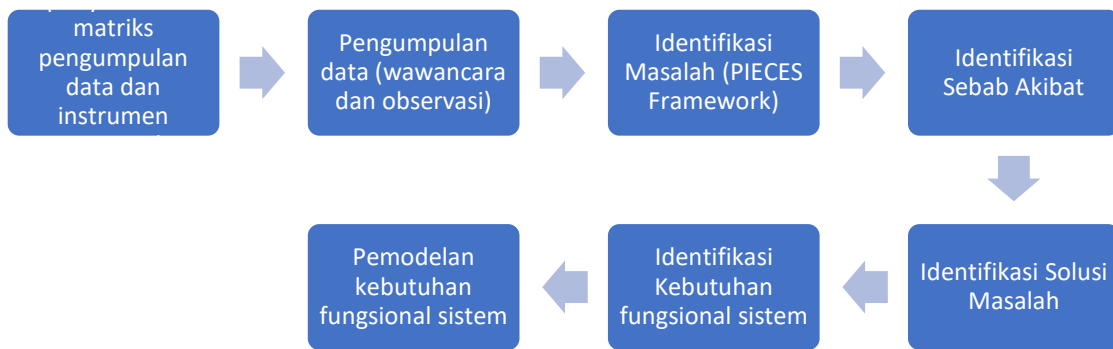 matriks
pengumpulan
data dan
instrumen
Pengumpulan
data (wawancara
dan observasi)
Identifikasi
Masalah (PIECES
Framework)
Identifikasi
Sebab Akibat
Identifikasi Solusi
Masalah
Identifikasi
Kebutuhan
fungsional sistem
Pemodelan
kebutuhan
fungsional sistem